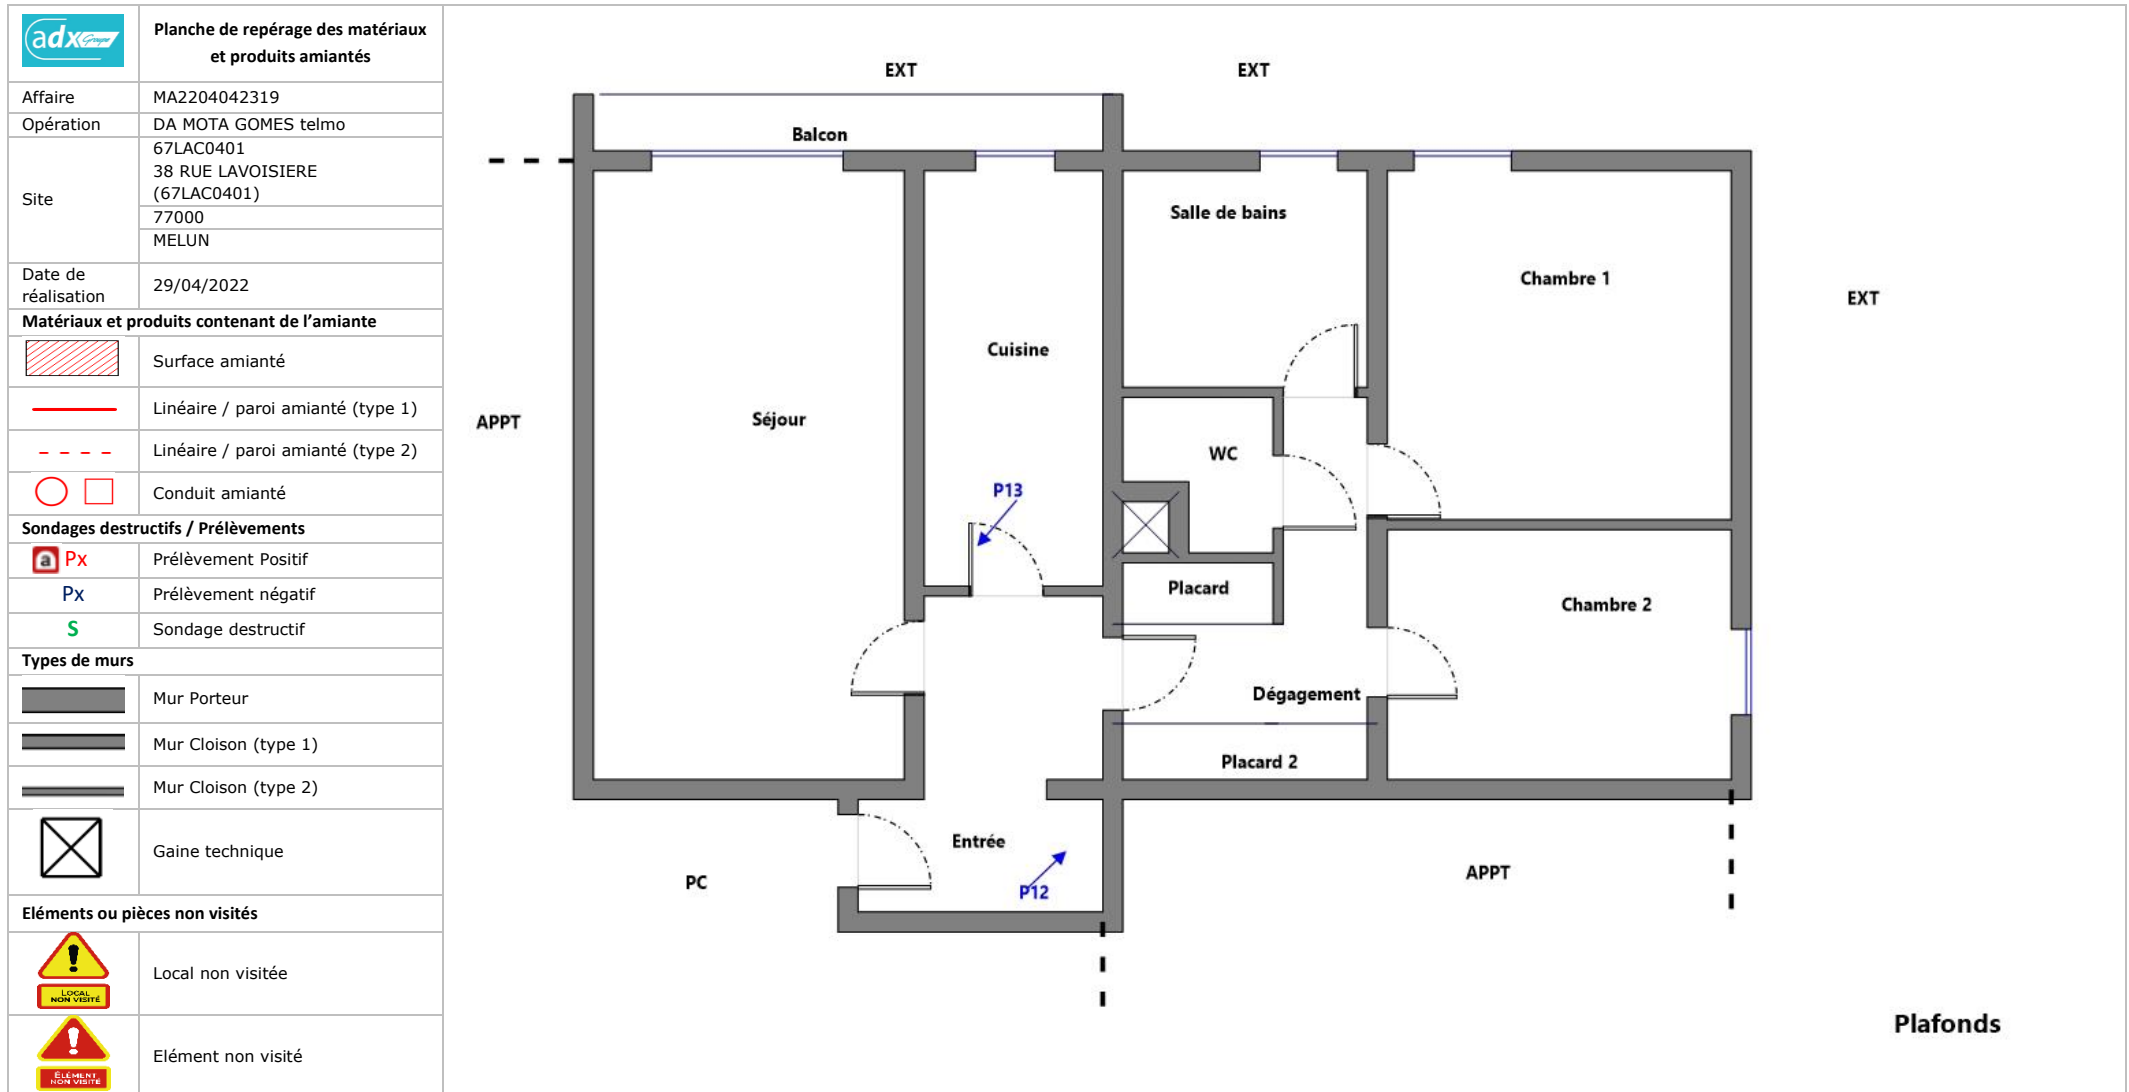 adx Groupe
Planche de repérage des matériaux
et produits amiantés
Affaire
MA2204042319
Opération
DA MOTA GOMES telmo
Site
67LAC0401
38 RUE LAVOISIERE
(67LAC0401)
77000
MELUN
Date de
réalisation
29/04/2022
Matériaux et produits contenant de l’amiante
Surface amianté
Linéaire / paroi amianté (type 1)
Linéaire / paroi amianté (type 2)
Conduit amianté
Sondages destructifs / Prélèvements
a Px
Prélèvement Positif
Px
Prélèvement négatif
S
Sondage destructif
Types de murs
Mur Porteur
Mur Cloison (type 1)
Mur Cloison (type 2)
Gaine technique
Eléments ou pièces non visités
LOCAL
NON VISITÉ
Local non visitée
ÉLÉMENT
NON VISITÉ
Elément non visité
EXT
EXT
Balcon
Salle de bains
Chambre 1
EXT
Cuisine
APPT
Séjour
WC
P13
Placard
Chambre 2
Dégagement
Placard 2
Entrée
PC
P12
APPT
Plafonds